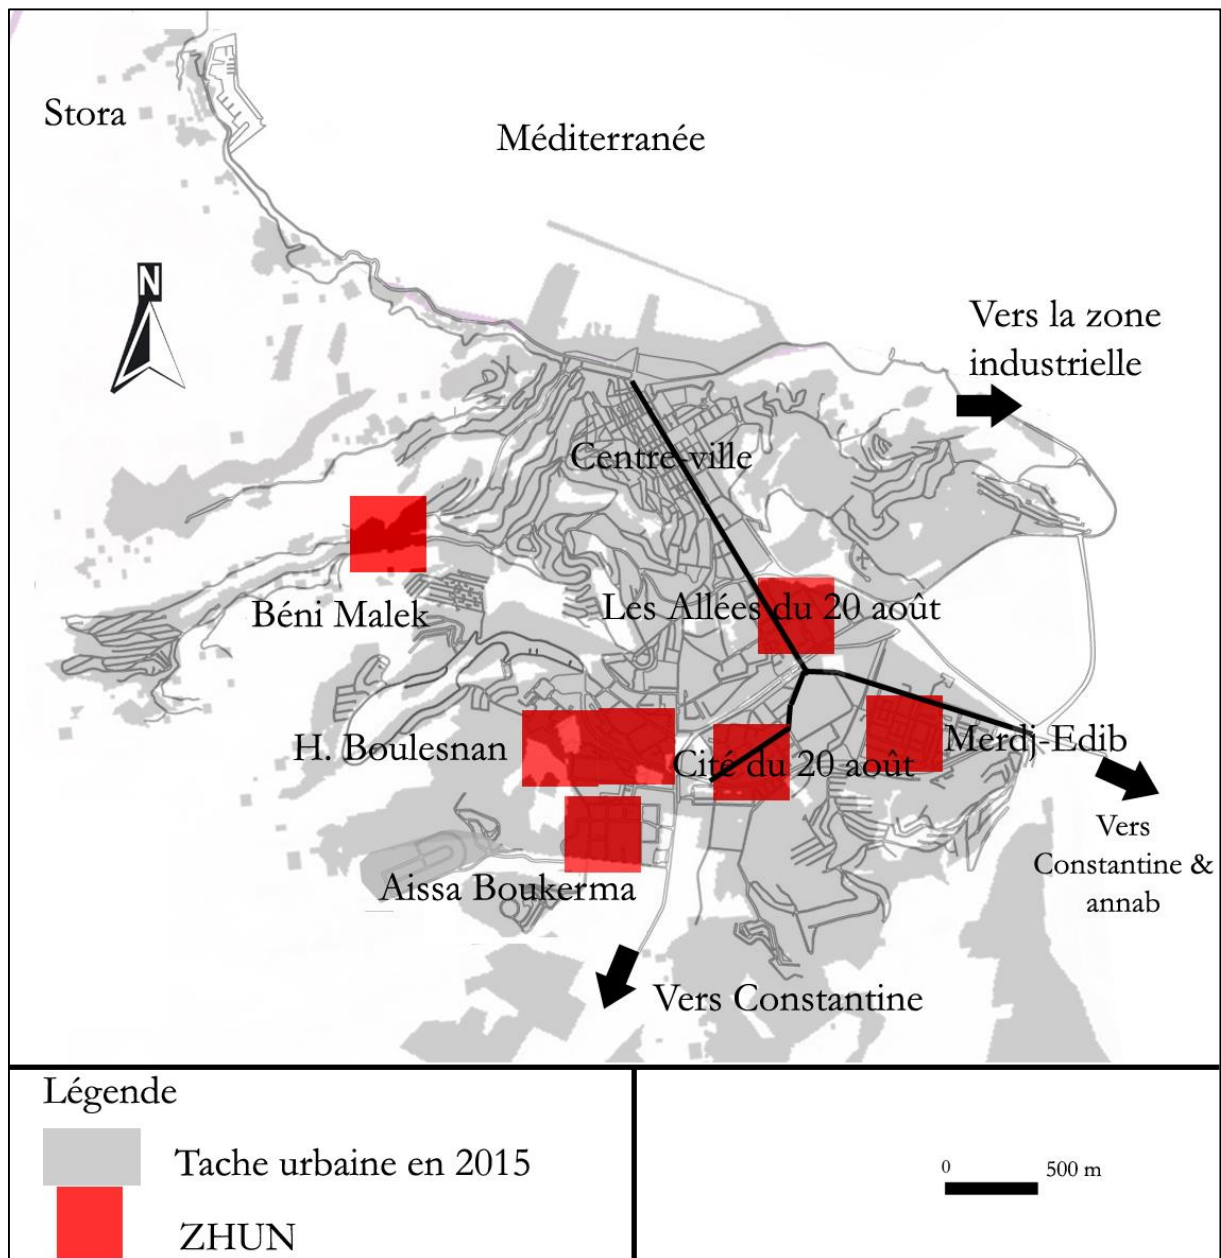 Stora
Méditerranée
N
Vers la zone
industrielle
Centre-ville
Les Allées du 20 août
Béni Malek
H. Boulesnan
Cité du 20 août
Merdj-Edib
Vers
Constantine &
annab
Aissa Boukerma
Vers Constantine
Légende
Tache urbaine en 2015
ZHUN
0 500 m